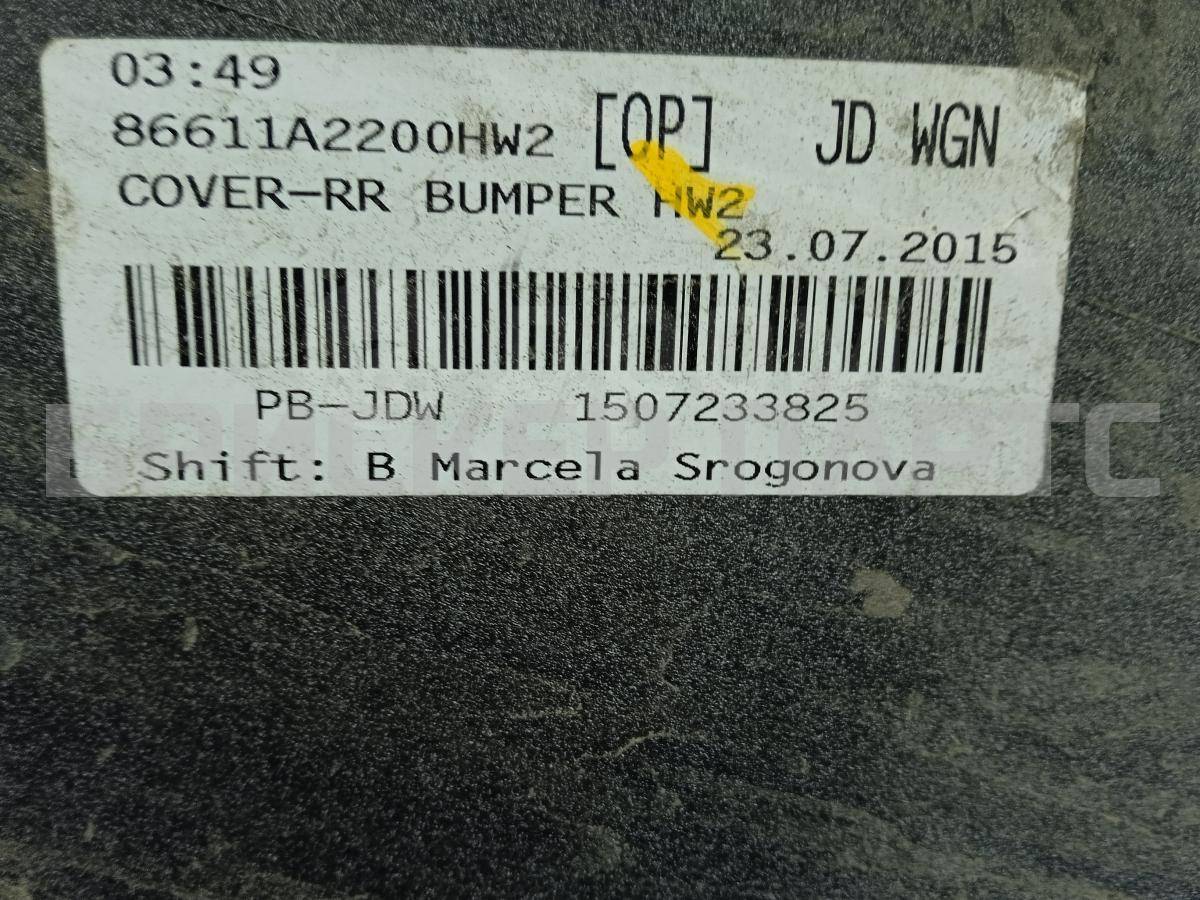 03:49
86611A2200HW2 [OP] JD WGN
COVER-RR BUMPER HW2
23.07.2015
PB-JDW 1507233825
Shift: B Marcela Srogonova